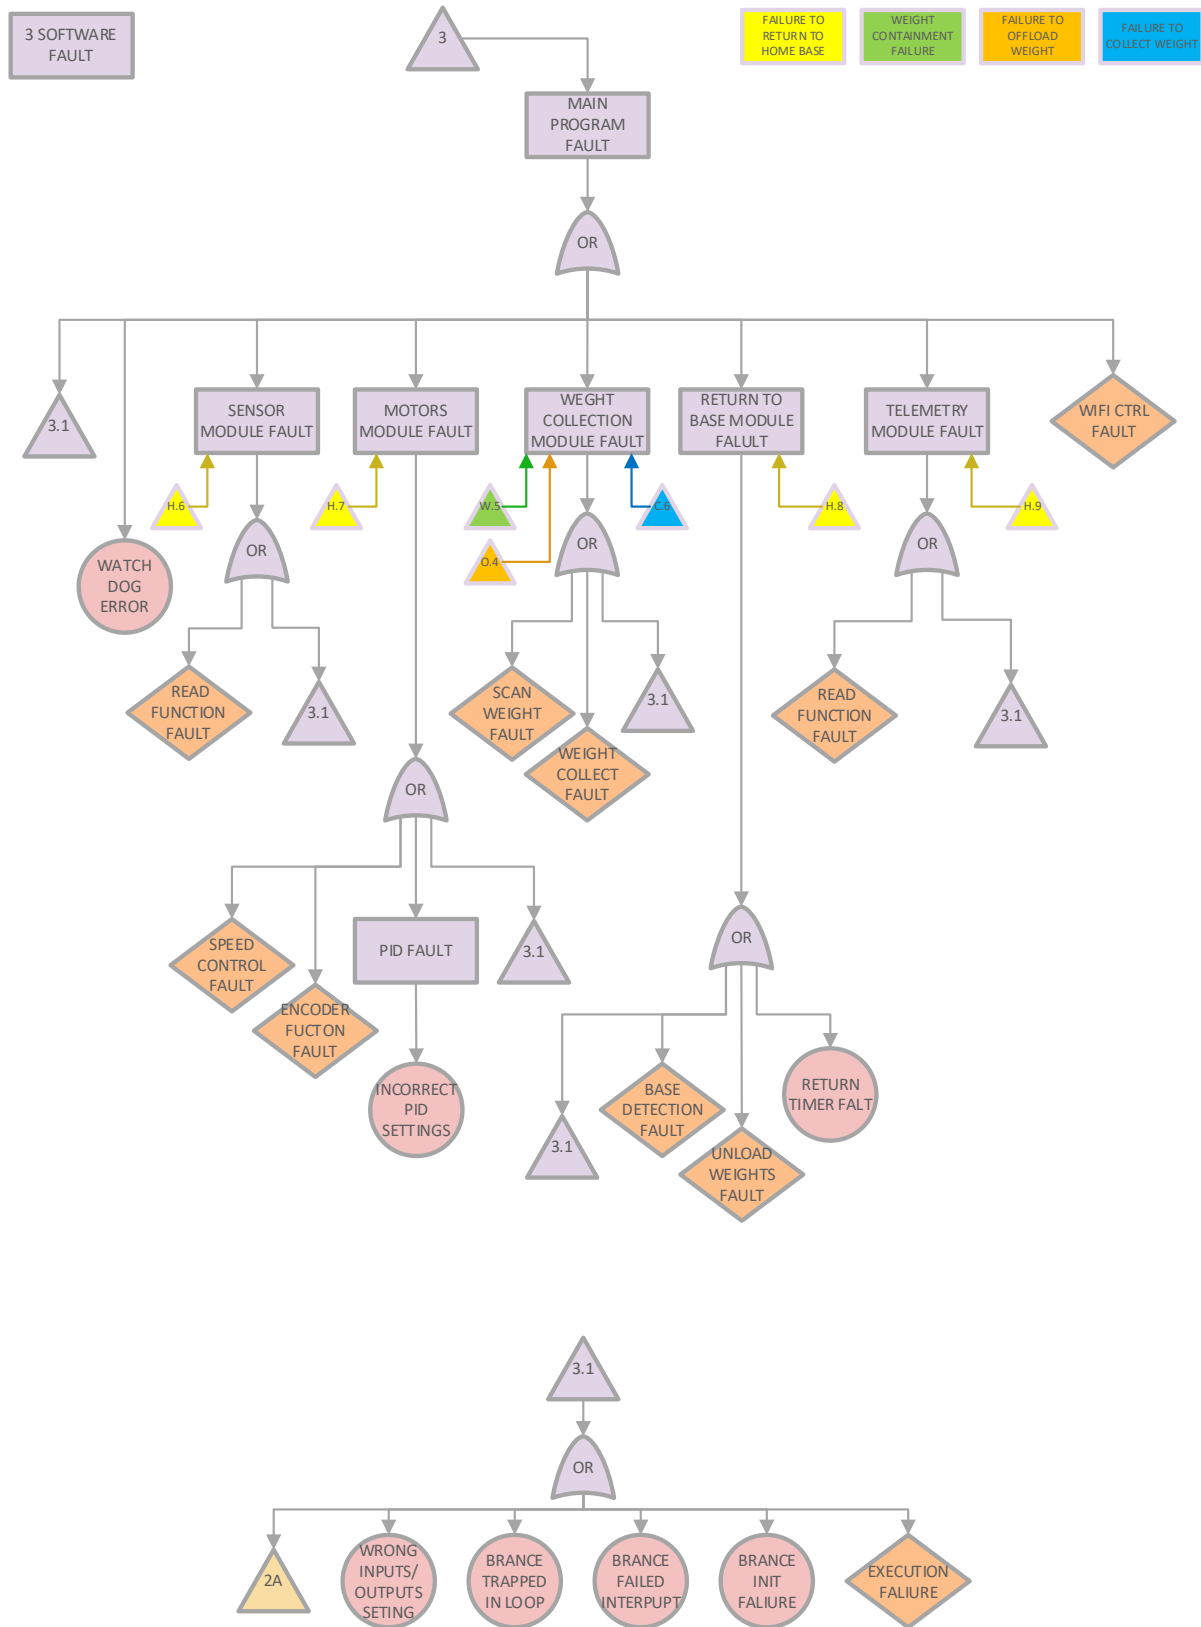 3 SOFTWARE
FAULT
3
FAILURE TO
RETURN TO
HOME BASE
WEIGHT
CONTAINMENT
FAILURE
FAILURE TO
OFFLOAD
WEIGHT
FAILURE TO
COLLECT WEIGHT
MAIN
PROGRAM
FAULT
OR
3.1
SENSOR
MODULE FAULT
MOTORS
MODULE FAULT
WEGHT
COLLECTION
MODULE FAULT
RETURN TO
BASE MODULE
FALULT
TELEMETRY
MODULE FAULT
WIFI CTRL
FAULT
H.6
H.7
W.5
C.6
H.8
H.9
O.4
WATCH
DOG
ERROR
OR
OR
OR
READ
FUNCTION
FAULT
3.1
SCAN
WEIGHT
FAULT
WEIGHT
COLLECT
FAULT
3.1
READ
FUNCTION
FAULT
3.1
OR
SPEED
CONTROL
FAULT
ENCODER
FUCTON
FAULT
PID FAULT
3.1
OR
INCORRECT
PID
SETTINGS
3.1
BASE
DETECTION
FAULT
UNLOAD
WEIGHTS
FAULT
RETURN
TIMER FALT
3.1
OR
2A
WRONG
INPUTS/
OUTPUTS
SETING
BRANCE
TRAPPED
IN LOOP
BRANCE
FAILED
INTERPUPT
BRANCE
INIT
FALIURE
EXECUTION
FALIURE